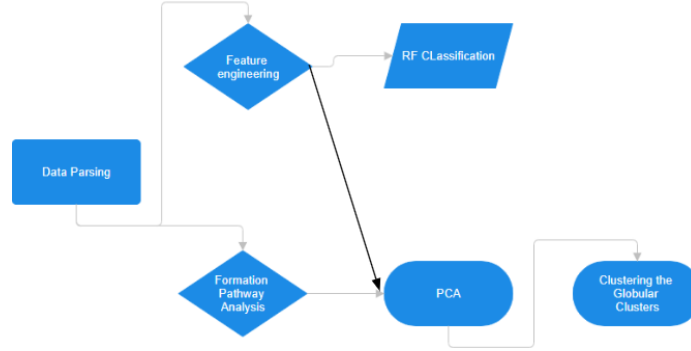 Feature
engineering
RF CLassification
Data Parsing
Formation
Pathway
Analysis
PCA
Clustering the
Globular
Clusters